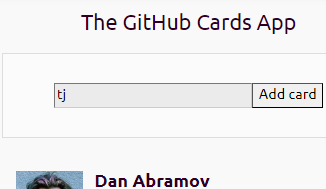 The GitHub Cards App
tj
Add card
Dan Abramov